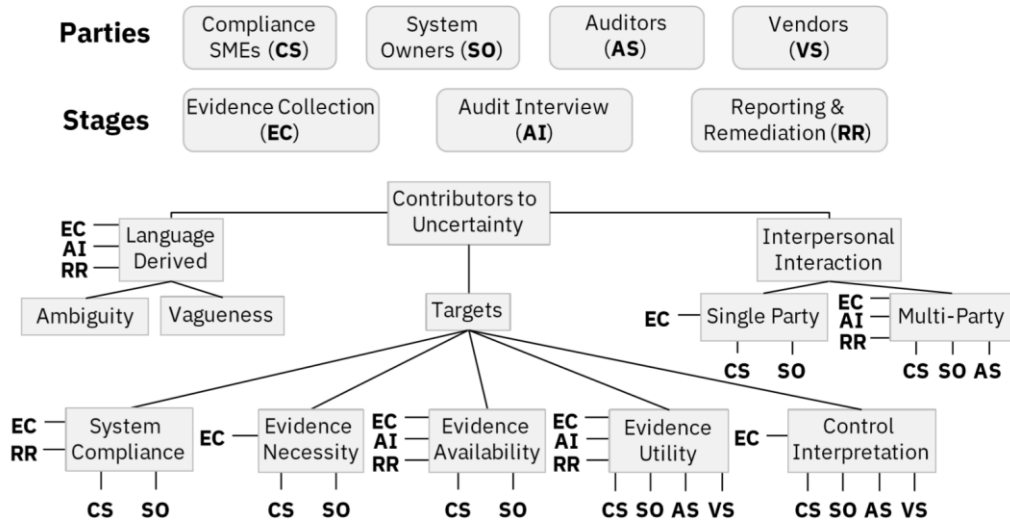 Parties
Compliance
SMEs (CS)
System
Owners (SO)
Auditors
(AS)
Vendors
(VS)
Stages
Evidence Collection
(EC)
Audit Interview
(AI)
Reporting &
Remediation (RR)
Contributors to
Uncertainty
EC
AI
RR
Language
Derived
Ambiguity
Vagueness
Targets
Interpersonal
Interaction
EC
Single Party
CS SO
EC
AI
RR
Multi-Party
CS SO AS
EC
RR
System
Compliance
CS SO
EC
Evidence
Necessity
CS SO
EC
AI
RR
Evidence
Availability
CS SO
EC
AI
RR
Evidence
Utility
CS SO AS VS
EC
Control
Interpretation
CS SO AS VS